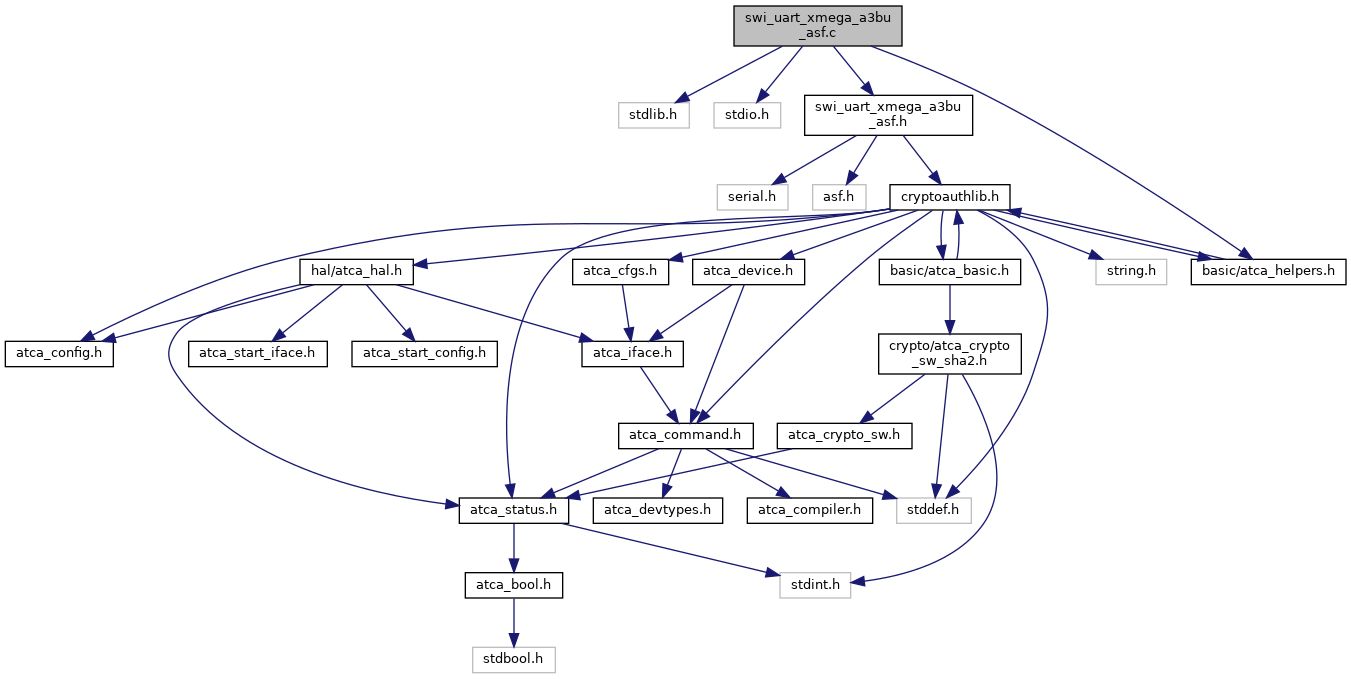 swi_uart_xmega_a3bu
_asf.c
stdlib.h
stdio.h
swi_uart_xmega_a3bu
_asf.h
serial.h
asf.h
cryptoauthlib.h
hal/atca_hal.h
atca_cfgs.h
atca_device.h
basic/atca_basic.h
string.h
basic/atca_helpers.h
atca_config.h
atca_start_iface.h
atca_start_config.h
atca_iface.h
crypto/atca_crypto
_sw_sha2.h
atca_command.h
atca_crypto_sw.h
atca_status.h
atca_devtypes.h
atca_compiler.h
stddef.h
atca_bool.h
stdint.h
stdbool.h